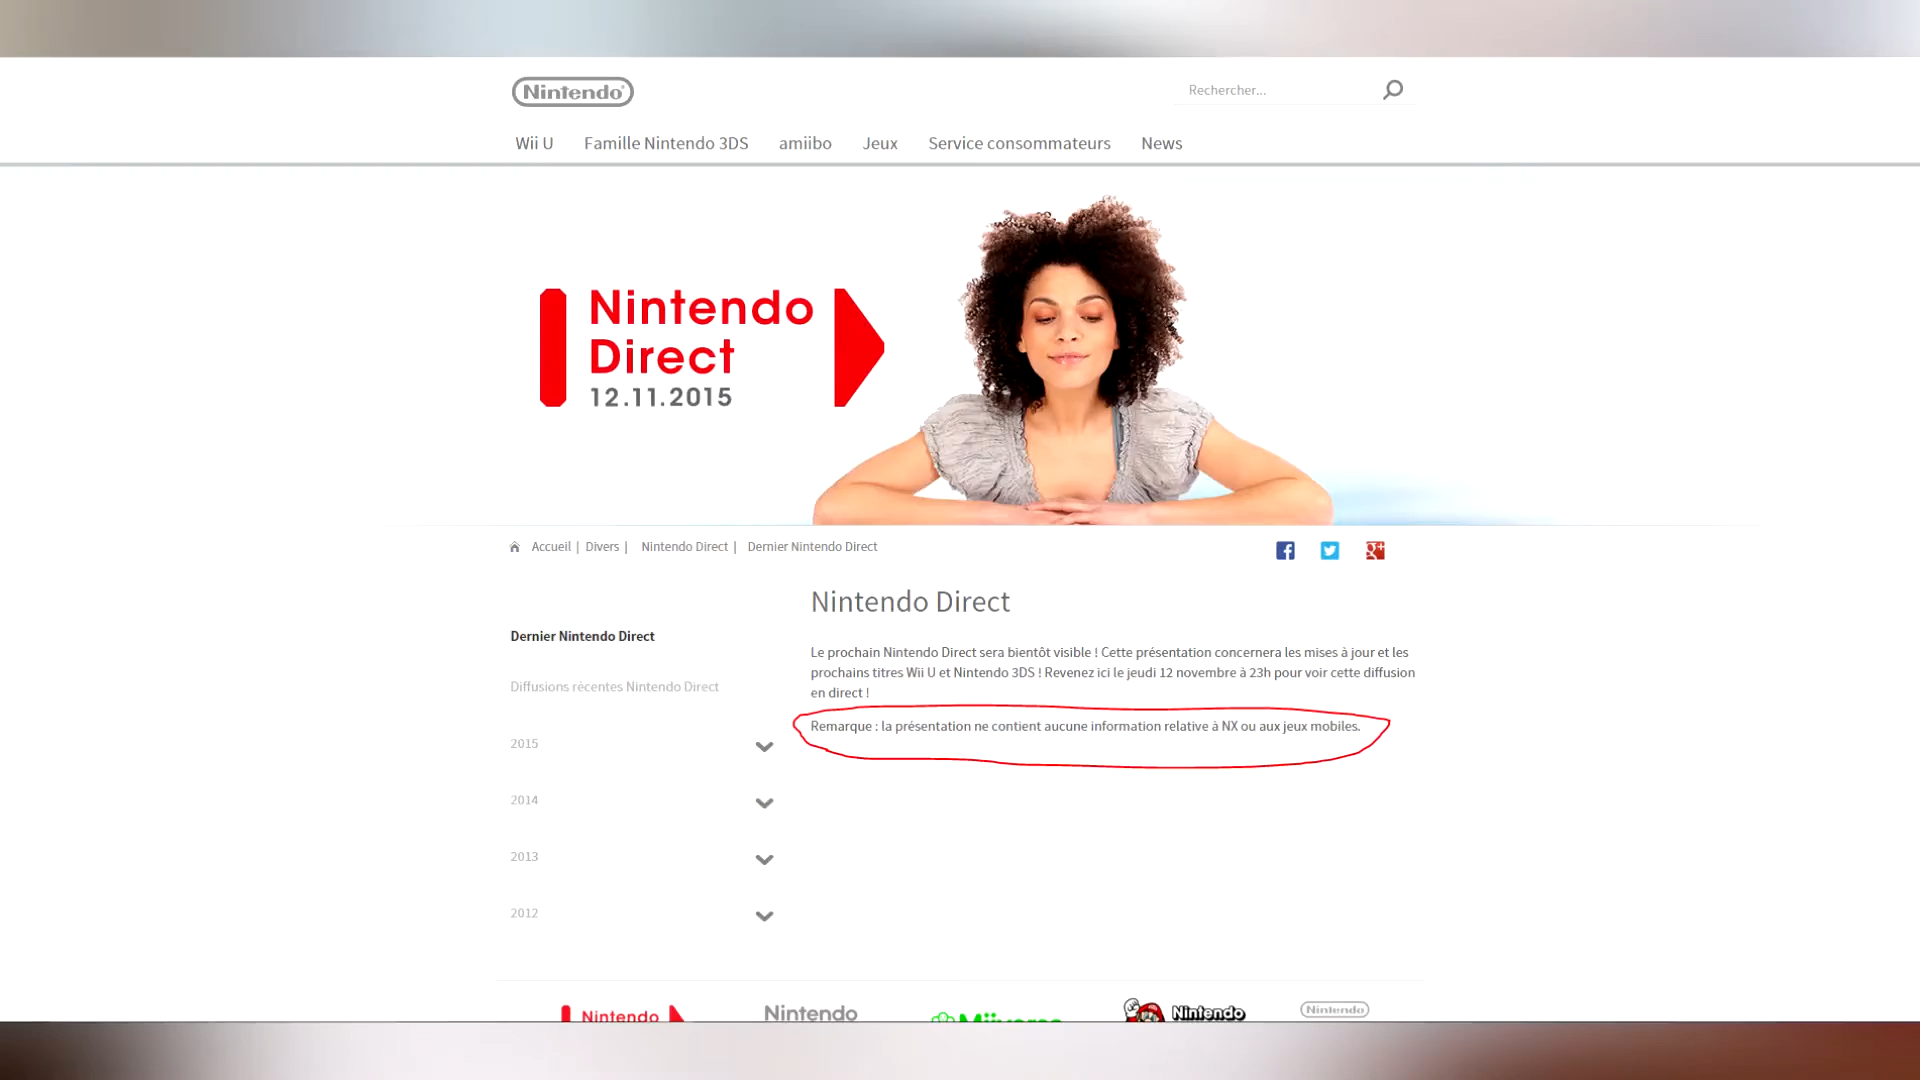 Nintendo
Rechercher...
Wii U Famille Nintendo 3DS amiibo Jeux Service consommateurs News
Nintendo
Direct
12.11.2015
Accueil | Divers | Nintendo Direct | Dernier Nintendo Direct
Nintendo Direct
Dernier Nintendo Direct
Le prochain Nintendo Direct sera bientôt visible ! Cette présentation concernera les mises à jour et les
prochains titres Wii U et Nintendo 3DS ! Revenez ici le jeudi 12 novembre à 23h pour voir cette diffusion
en direct !
Diffusions récentes Nintendo Direct
Remarque : la présentation ne contient aucune information relative à NX ou aux jeux mobiles.
2015
2014
2013
2012
Nintendo Nintendo Miiverse Nintendo Nintendo